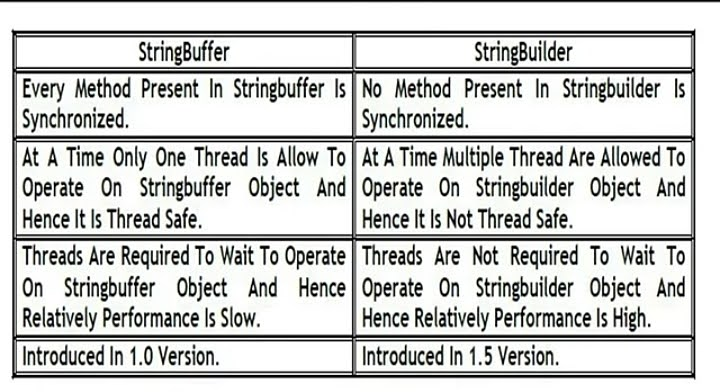 StringBuffer
StringBuilder
Every Method Present In Stringbuffer Is
Synchronized.
No Method Present In Stringbuilder Is
Synchronized.
At A Time Only One Thread Is Allow To
Operate On Stringbuffer Object And
Hence It Is Thread Safe.
At A Time Multiple Thread Are Allowed To
Operate On Stringbuilder Object And
Hence It Is Not Thread Safe.
Threads Are Required To Wait To Operate
On Stringbuffer Object And Hence
Relatively Performance Is Slow.
Threads Are Not Required To Wait To
Operate On Stringbuilder Object And
Hence Relatively Performance Is High.
Introduced In 1.0 Version.
Introduced In 1.5 Version.